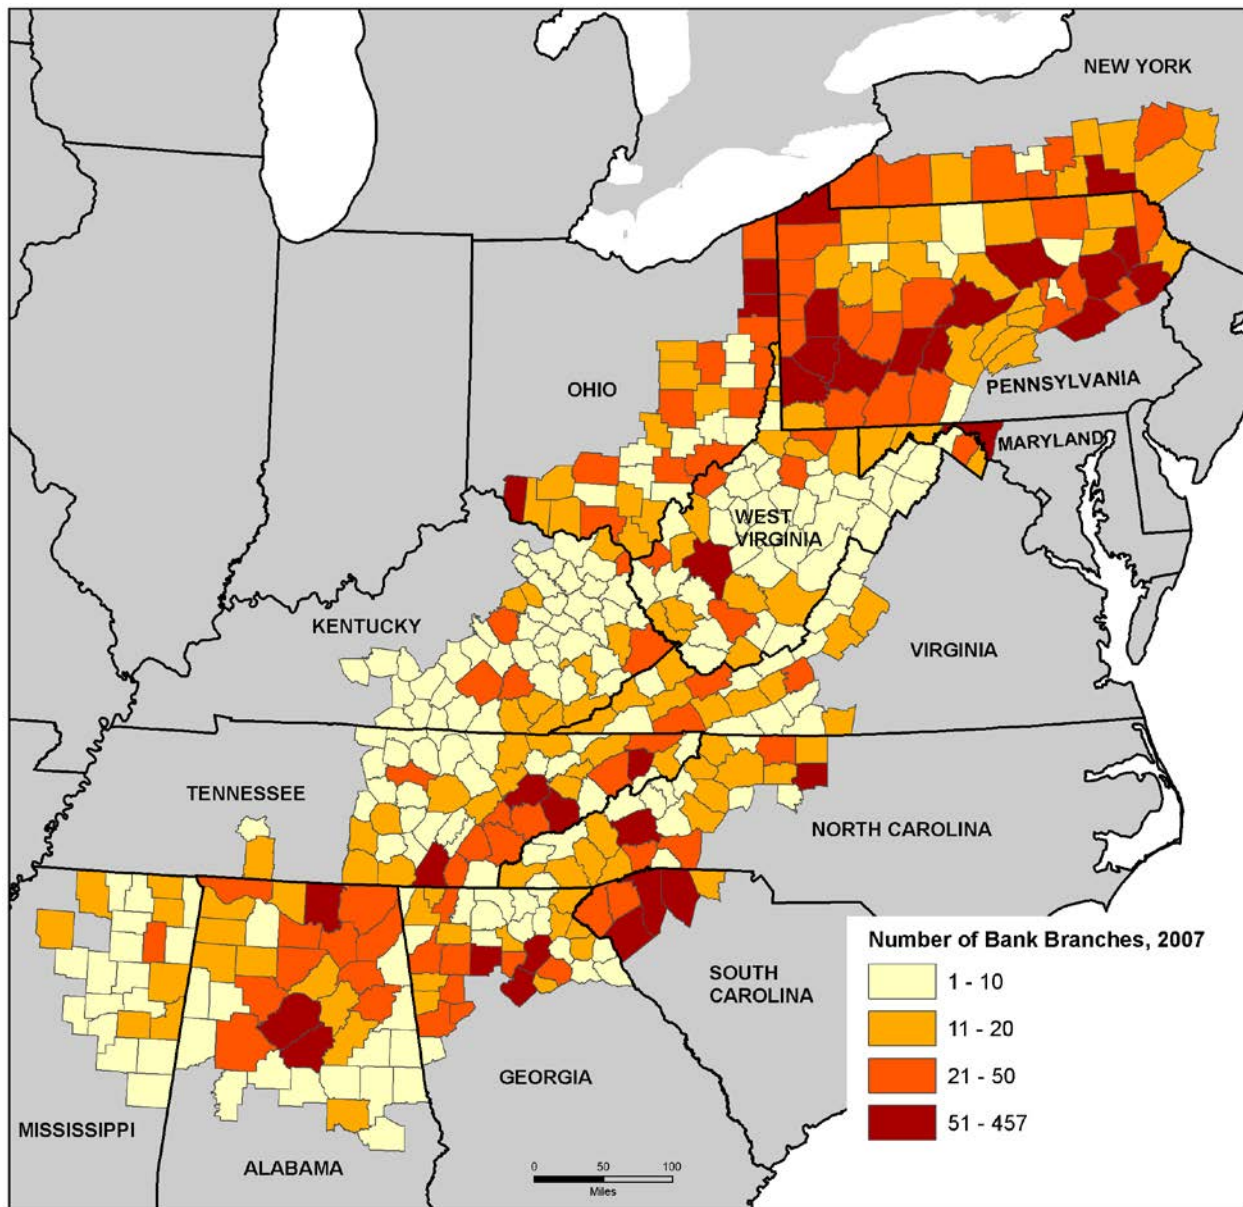 NEW YORK
OHIO
PENNSYLVANIA
MARYLAND
WEST
VIRGINIA
KENTUCKY
VIRGINIA
TENNESSEE
NORTH CAROLINA
SOUTH
CAROLINA
GEORGIA
MISSISSIPPI
ALABAMA
Number of Bank Branches, 2007
1 - 10
11 - 20
21 - 50
51 - 457
0 50 100
Miles